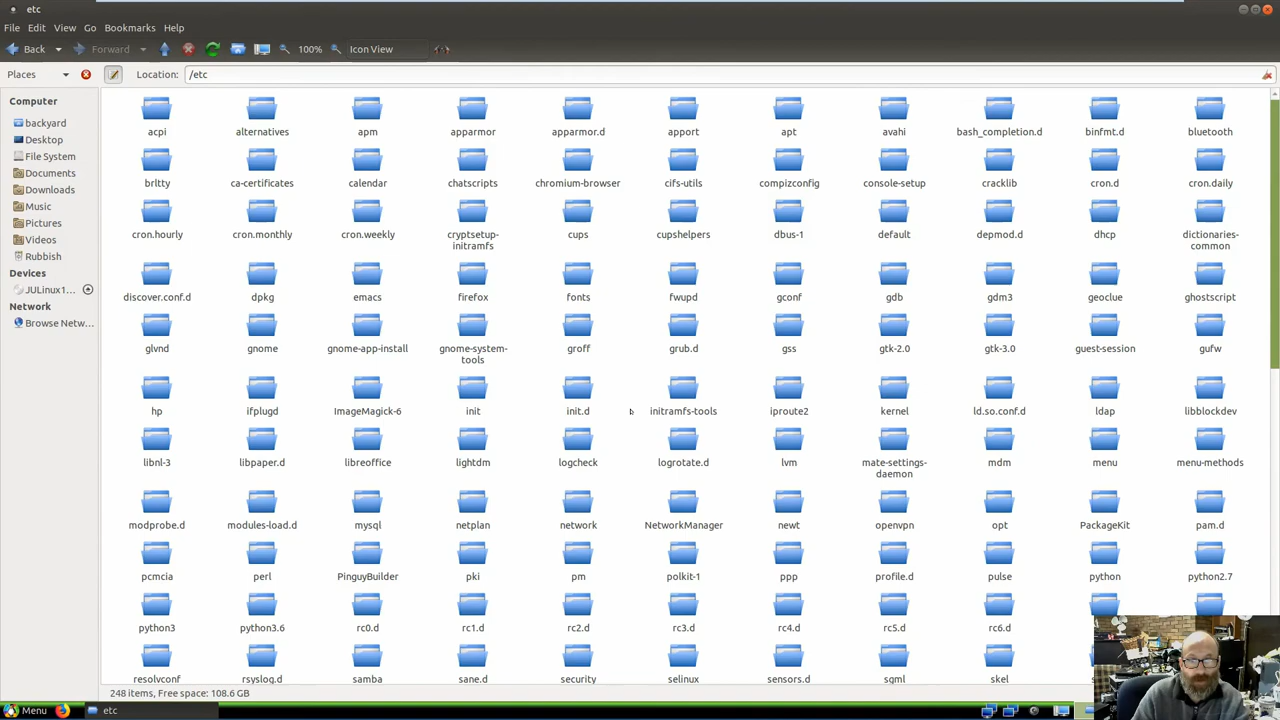 etc
File Edit View Go Bookmarks Help
Back Forward 100% Icon View
Places Location: /etc
Computer
backyard
Desktop
File System
Documents
Downloads
Music
Pictures
Videos
Rubbish
Devices
JULinux1...
Network
Browse Netw...
acpi alternatives apm apparmor apparmor.d apport apt avahi bash_completion.d binfmt.d bluetooth
brltty ca-certificates calendar chatscripts chromium-browser cifs-utils compizconfig console-setup cracklib cron.d cron.daily
cron.hourly cron.monthly cron.weekly cryptsetup- cups cupshelpers dbus-1 default depmod.d dhcp dictionaries-
initramfs common
discover.conf.d dpkg emacs firefox fonts fwupd gconf gdb gdm3 geoclue ghostscript
glvnd gnome gnome-app-install gnome-system- groff grub.d gss gtk-2.0 gtk-3.0 guest-session gufw
tools
hp ifplugd ImageMagick-6 init init.d initramfs-tools iproute2 kernel ld.so.conf.d ldap libblockdev
libnl-3 libpaper.d libreoffice lightdm logcheck logrotate.d lvm mate-settings- mdm menu menu-methods
daemon
modprobe.d modules-load.d mysql netplan network NetworkManager newt openvpn opt PackageKit pam.d
pcmcia perl PinguyBuilder pki pm polkit-1 ppp profile.d pulse python python2.7
python3 python3.6 rc0.d rc1.d rc2.d rc3.d rc4.d rc5.d rc6.d
resolvconf rsyslog.d samba sane.d security selinux sensors.d sgml skel
248 items, Free space: 108.6 GB
Menu etc